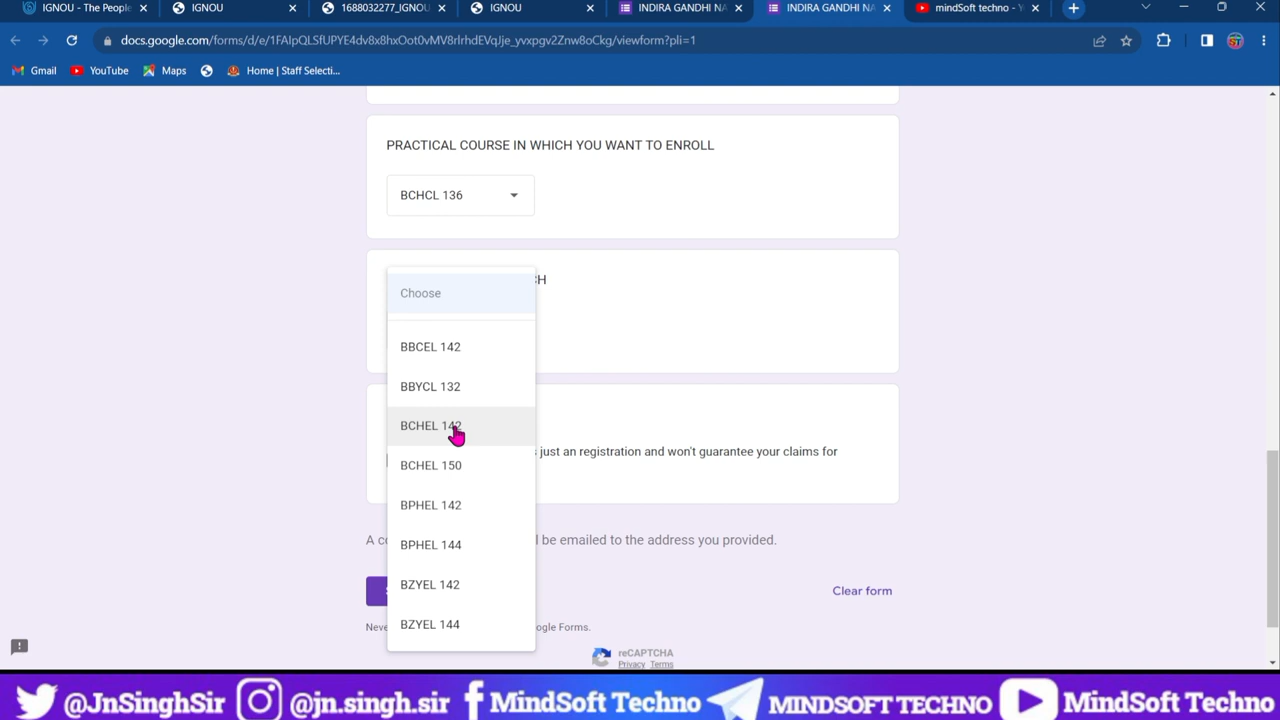 IGNOU - The People
IGNOU
1688032277_IGNOU
IGNOU
INDIRA GANDHI NA
INDIRA GANDHI NA
mindSoft techno - Y
docs.google.com/forms/d/e/1FAIpQLSfUPYE4dv8x8hxOot0vMV8rlrhdEVqJje_yvxpgv2Znw8oCkg/viewform?pli=1
Gmail
YouTube
Maps
Home | Staff Selecti...
PRACTICAL COURSE IN WHICH YOU WANT TO ENROLL
BCHCL 136
CH
Choose
BBCEL 142
BBYCL 132
BCHEL 142
just an registration and won't guarantee your claims for
BCHEL 150
BPHEL 142
A co
l be emailed to the address you provided.
BPHEL 144
BZYEL 142
Clear form
BZYEL 144
Neve
ogle Forms.
reCAPTCHA
Privacy Terms
@JnSinghSir @jn.singh.sir MindSoft Techno MINDSOFT TECHNO MindSoft Techno